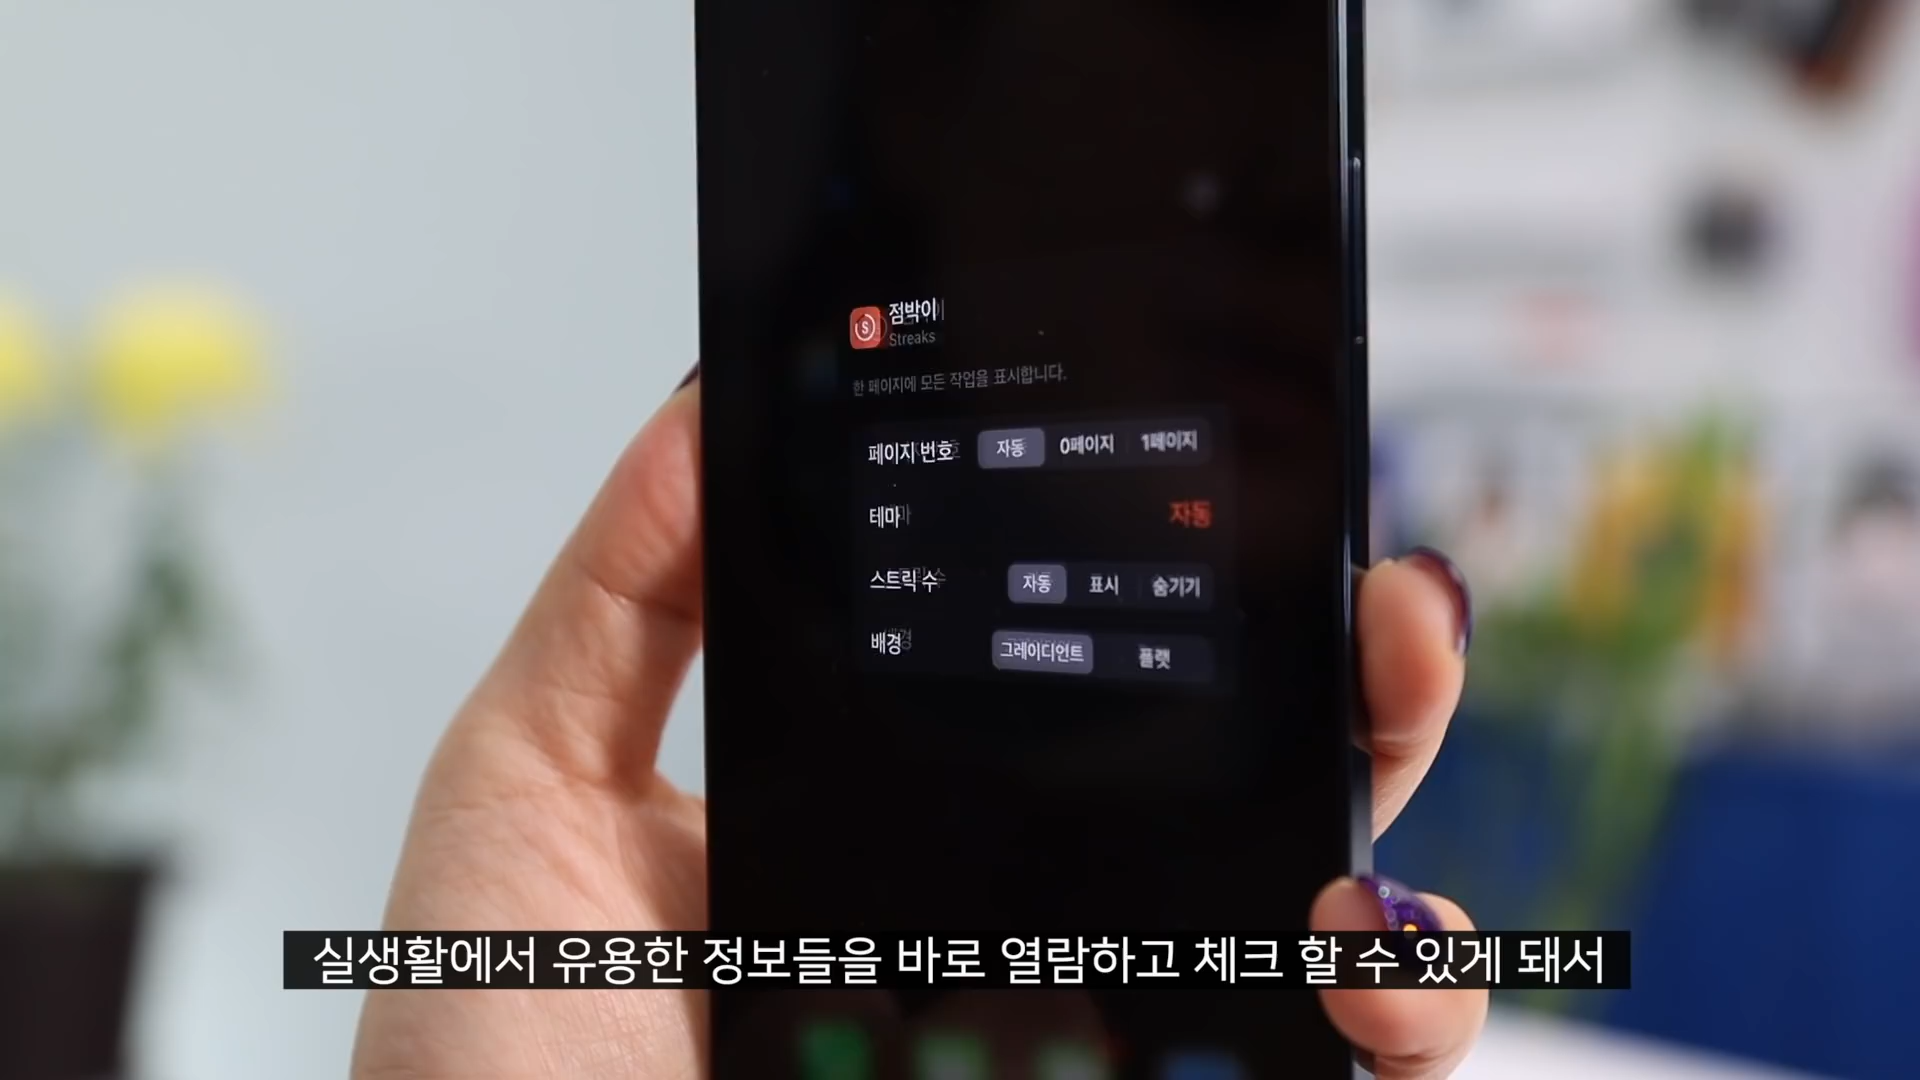 점박이
Streaks
한 페이지에 모든 작업을 표시합니다.
페이지 번호 자동 0페이지 1페이지
테마 자동
스트릭 수 자동 표시 숨기기
배경 그레이디언트 플랫
실생활에서 유용한 정보들을 바로 열람하고 체크 할 수 있게 돼서